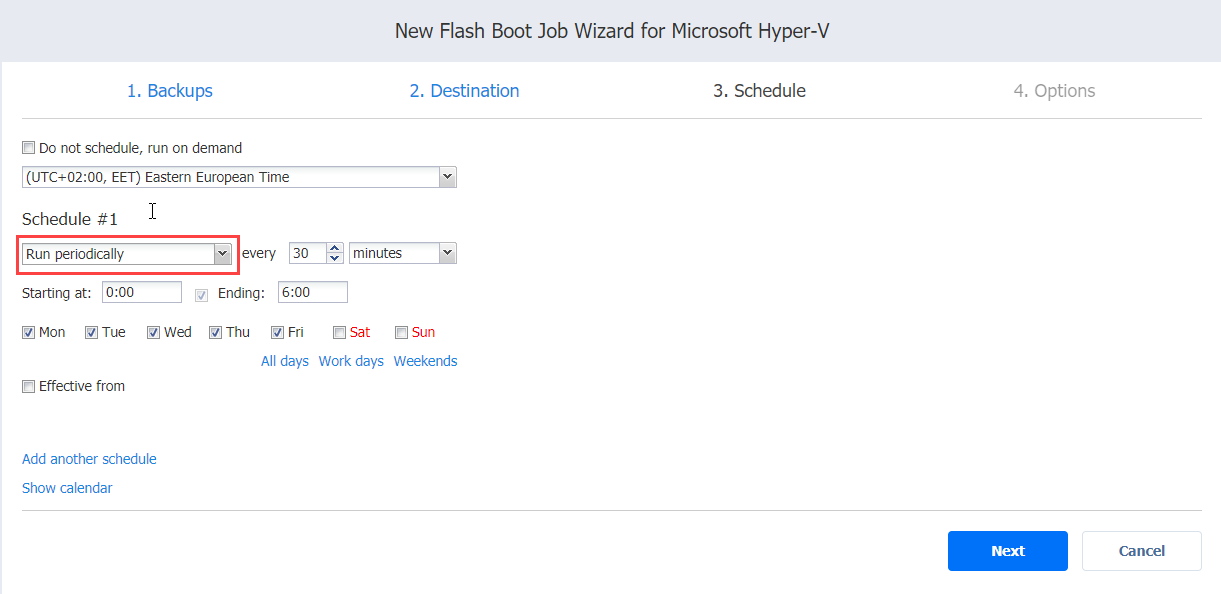 New Flash Boot Job Wizard for Microsoft Hyper-V
1. Backups 2. Destination 3. Schedule 4. Options
Do not schedule, run on demand
(UTC+02:00, EET) Eastern European Time
Schedule #1
Run periodically every 30 minutes
Starting at: 0:00 Ending: 6:00
Mon Tue Wed Thu Fri Sat Sun
All days Work days Weekends
Effective from
Add another schedule
Show calendar
Next Cancel